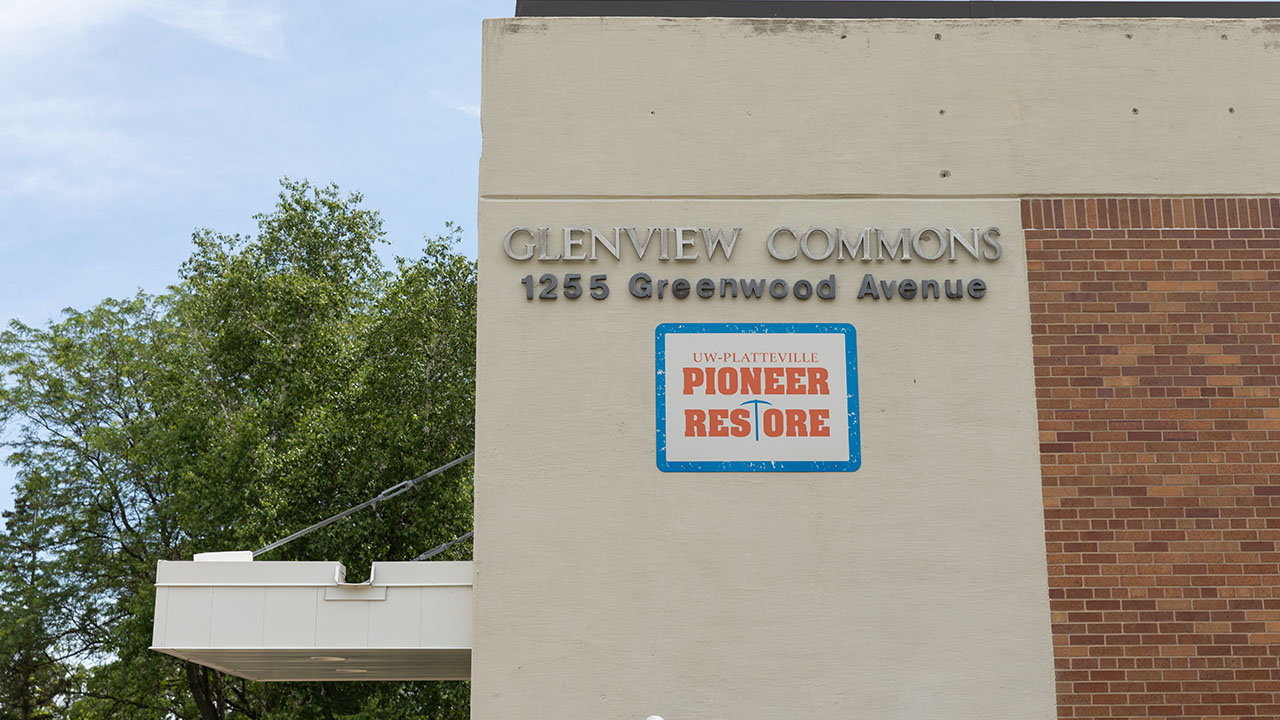 GLENVIEW COMMONS
1255 Greenwood Avenue
UW-PLATTEVILLE
PIONEER
RESTORE